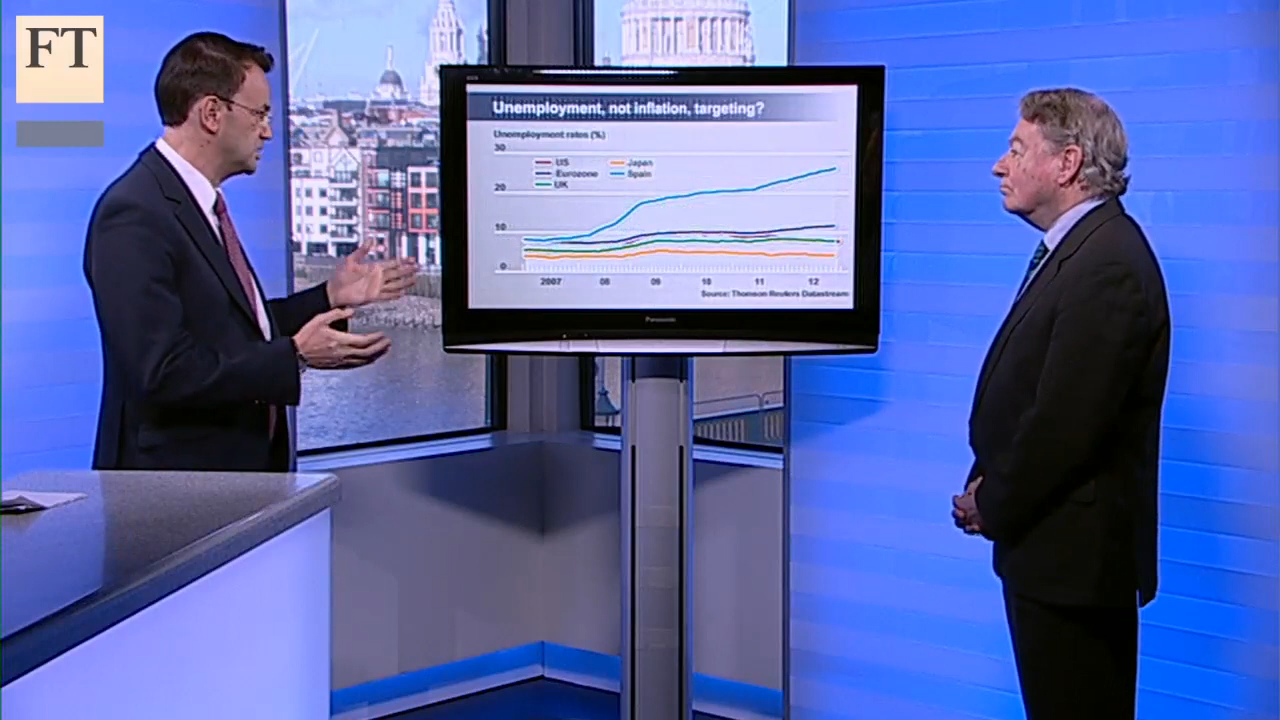 FT
Unemployment, not inflation, targeting?
Unemployment rates (%)
30
US
Japan
Eurozone
Spain
UK
20
10
0
2007 08 09 10 11 12
Source: Thomson Reuters Datastream
Panasonic